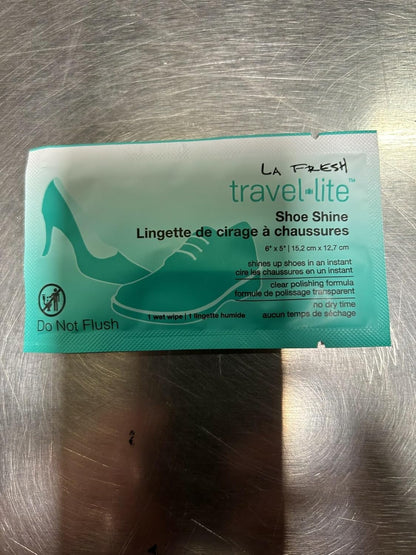 LA FRESH
travel•lite™
Shoe Shine
Lingette de cirage à chaussures
6" x 5" | 15,2 cm x 12,7 cm
shines up shoes in an instant
cire les chaussures en un instant
clear polishing formula
formule de polissage transparent
no dry time
aucun temps de séchage
1 wet wipe | 1 lingette humide
Do Not Flush